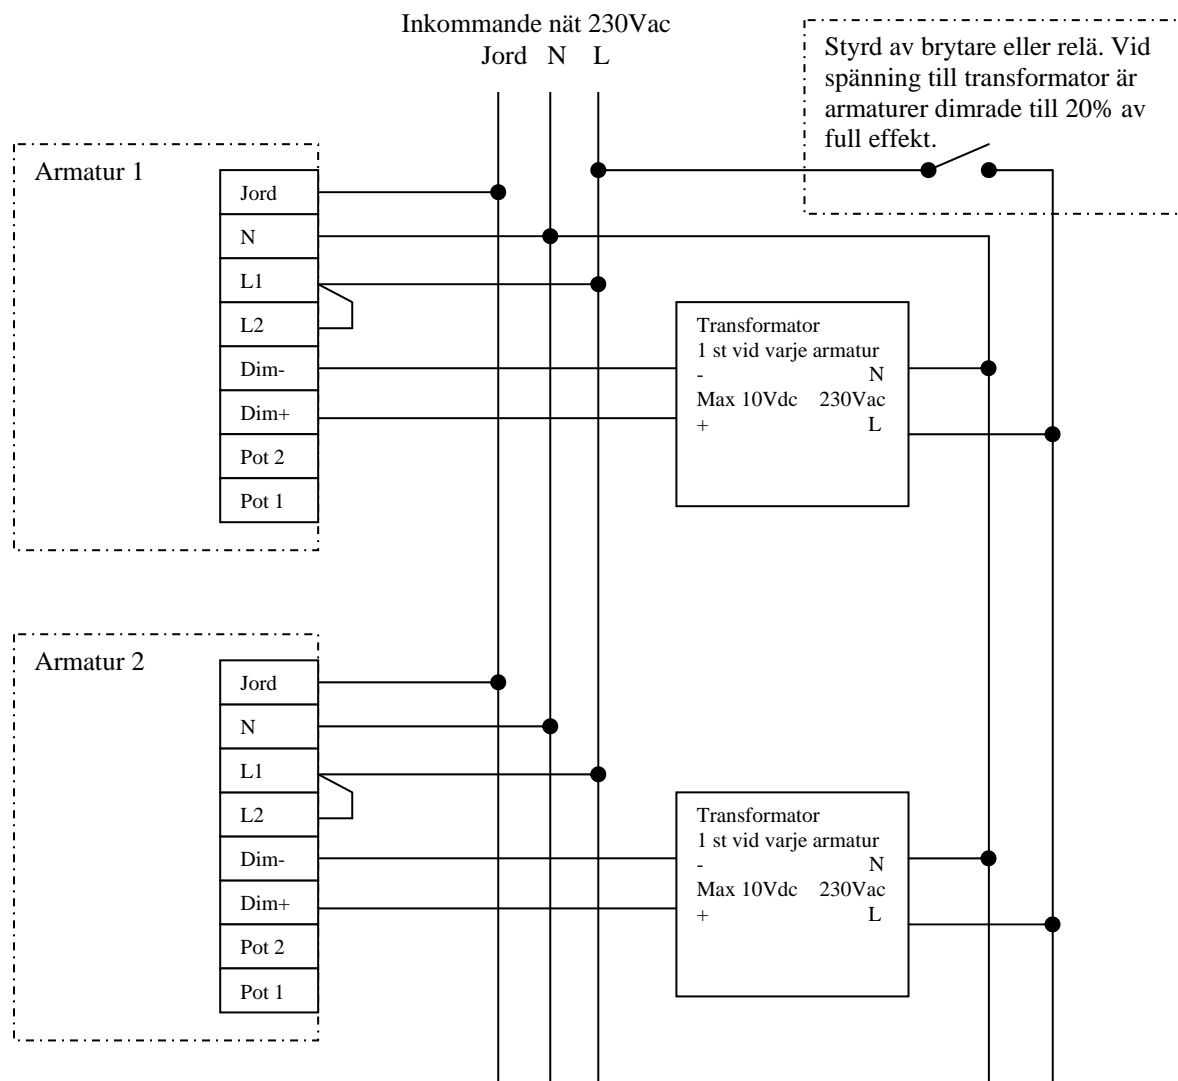 Inkommande nät 230Vac
Jord N L
Styrd av brytare eller relä. Vid
spänning till transformator är
armaturer dimrade till 20% av
full effekt.
Armatur 1
Jord
N
L1
L2
Dim-
Dim+
Pot 2
Pot 1
Transformator
1 st vid varje armatur
- N
Max 10Vdc 230Vac
+ L
Armatur 2
Jord
N
L1
L2
Dim-
Dim+
Pot 2
Pot 1
Transformator
1 st vid varje armatur
- N
Max 10Vdc 230Vac
+ L